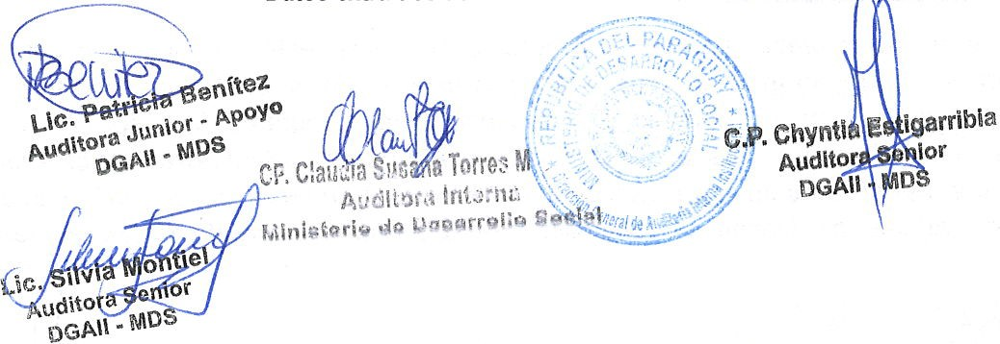 Benitez
Lic. Patricia Benítez
Auditora Junior - Apoyo
DGAII - MDS
CP. Claudia Susana Torres M
Auditora Interna
Ministerio de Desarrollo Social
REPUBLICA DEL PARAGUAY
MINISTERIO DE DESARROLLO SOCIAL
Dirección General de Auditoría Interna Institucional
C.P. Chyntia Estigarribia
Auditora Senior
DGAII - MDS
Lic. Silvia Montiel
Auditora Senior
DGAII - MDS